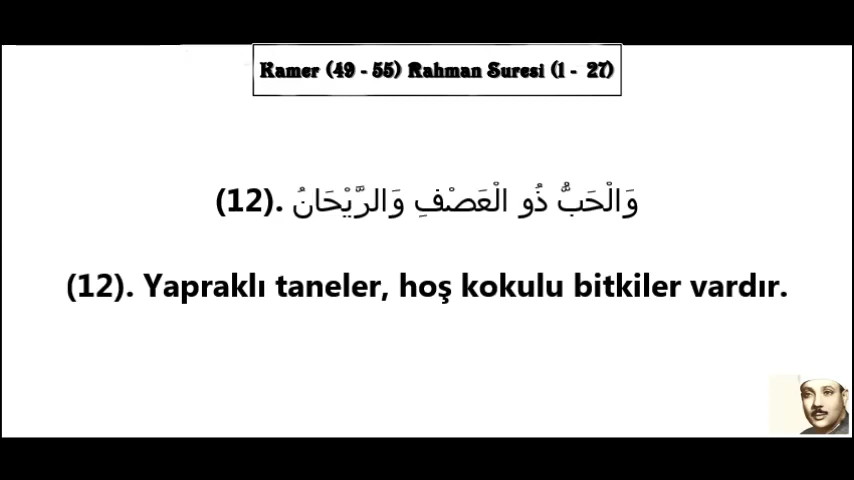 Kamer (49 - 55) Rahman Suresi (1 - 27)
(12). وَالْحَبُّ ذُو الْعَصْفِ وَالرَّيْحَانُ
(12). Yapraklı taneler, hoş kokulu bitkiler vardır.